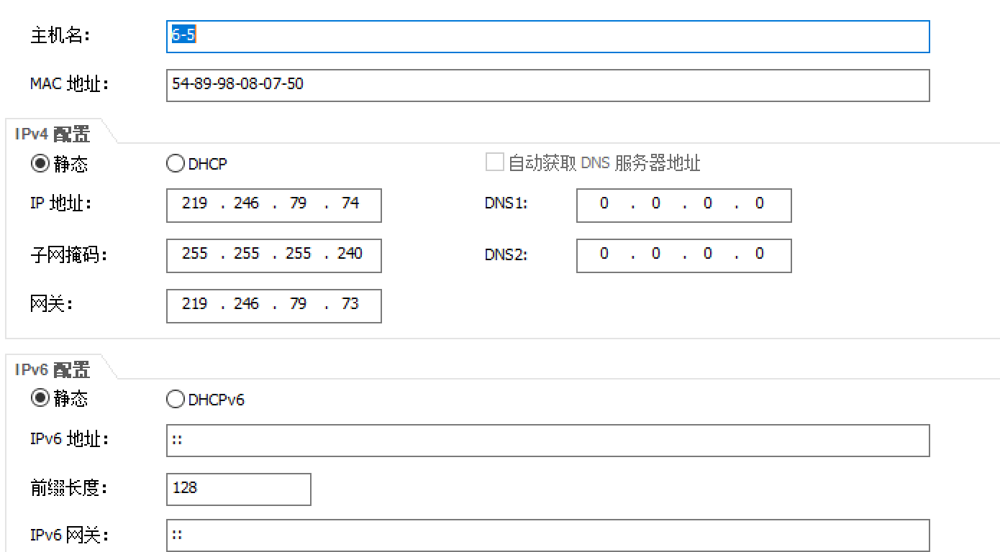 主机名： 6-5
MAC 地址： 54-89-98-08-07-50
IPv4 配置
静态 DHCP 自动获取 DNS 服务器地址
IP 地址： 219 . 246 . 79 . 74 DNS1: 0 . 0 . 0 . 0
子网掩码： 255 . 255 . 255 . 240 DNS2: 0 . 0 . 0 . 0
网关： 219 . 246 . 79 . 73
IPv6 配置
静态 DHCPv6
IPv6 地址： ::
前缀长度： 128
IPv6 网关： ::